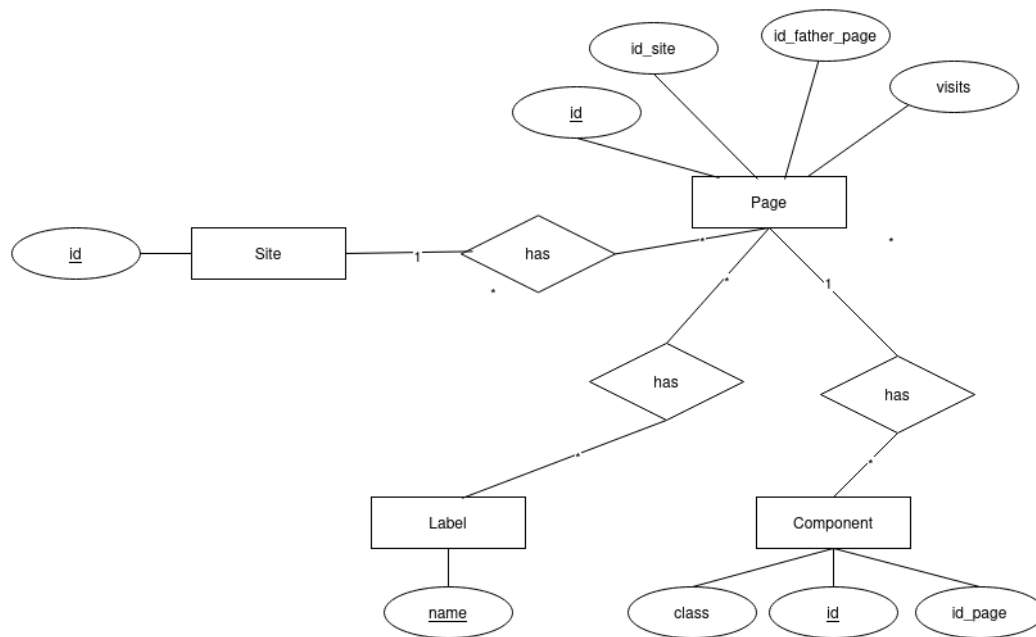 id_father_page
id_site
visits
id
Page
*
*
id
Site
1
has
*
*
1
has
has
*
*
Label
Component
name
class
id
id_page